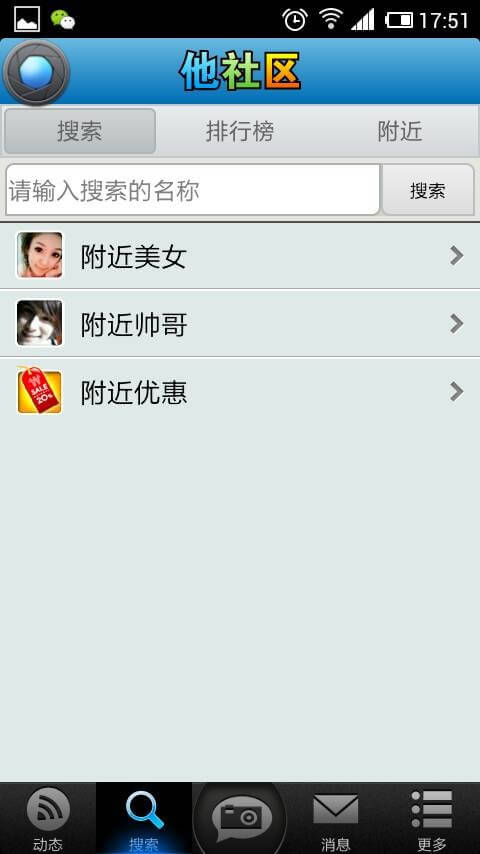 17:51
他社区
搜索 排行榜 附近
请输入搜索的名称 搜索
附近美女
附近帅哥
W SALE 20% 附近优惠
动态 搜索 消息 更多